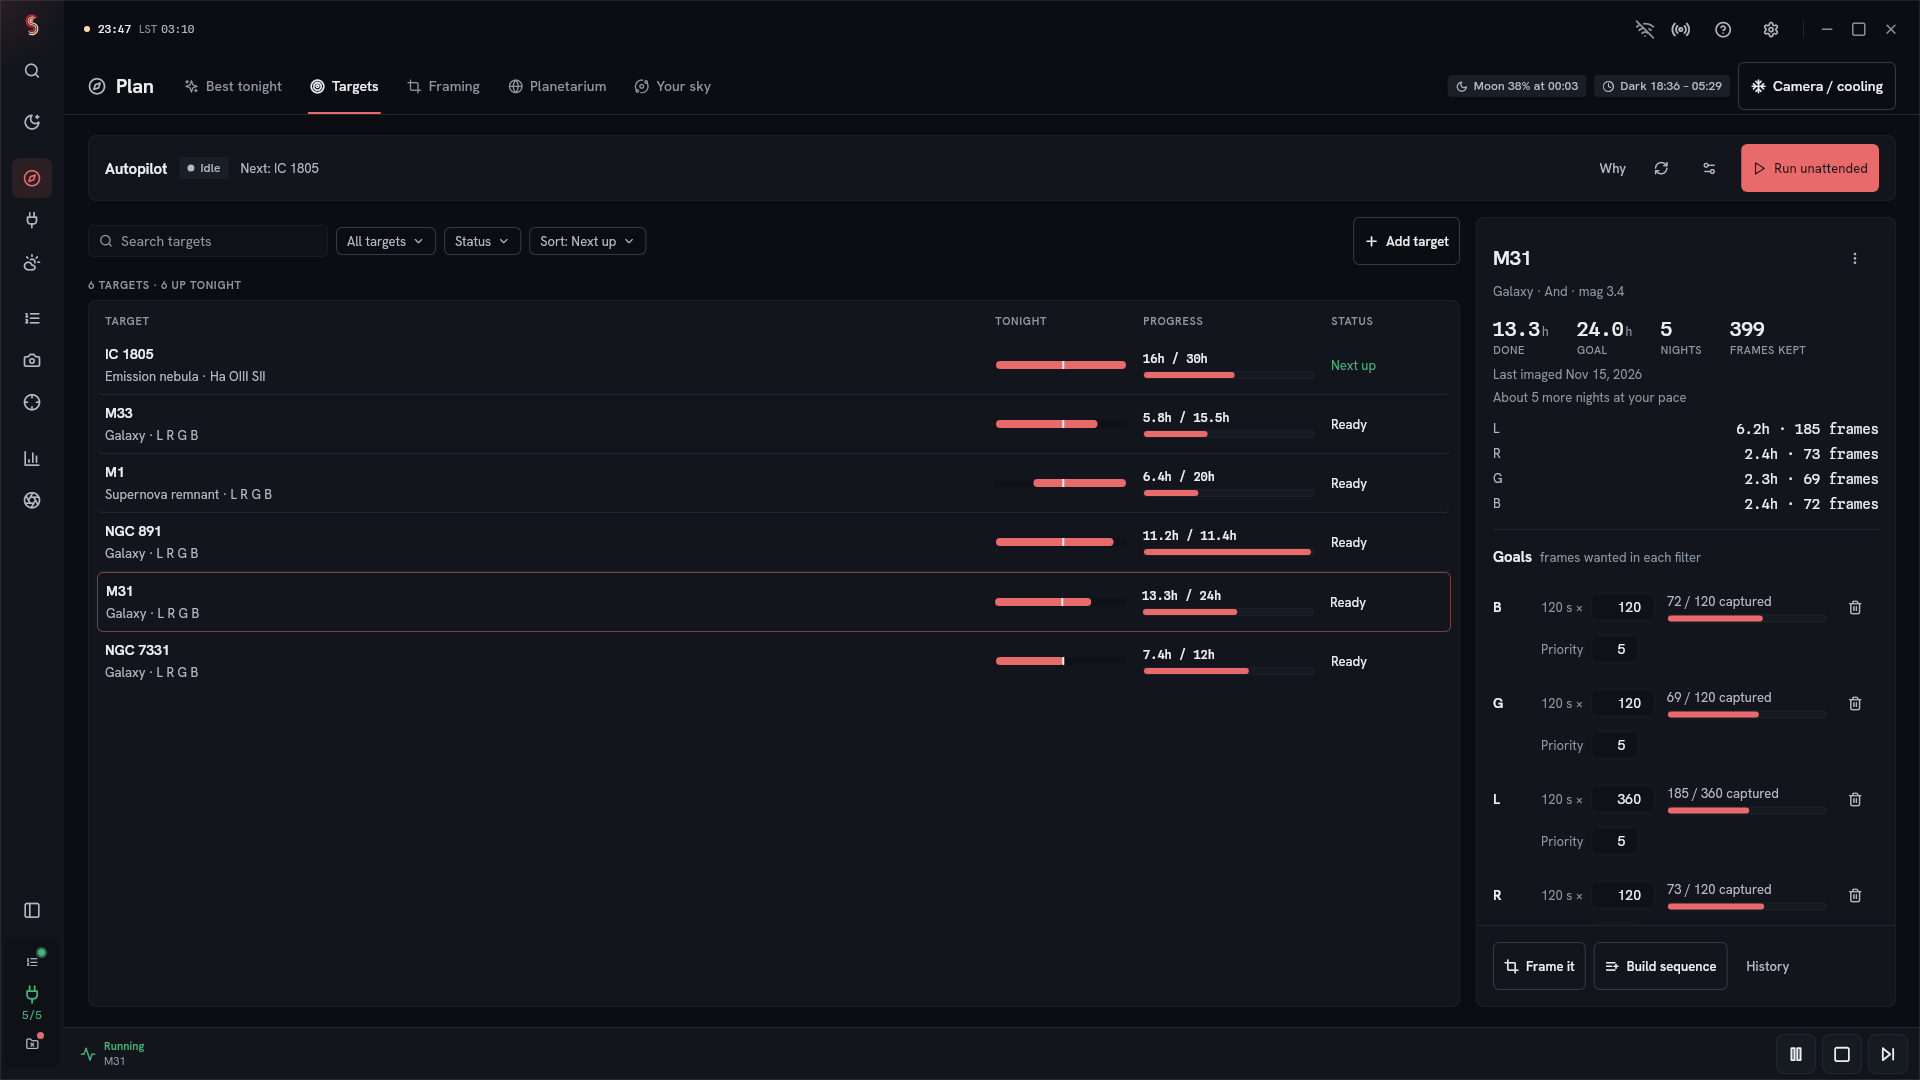 23:47 LST 03:10
Plan
Best tonight
Targets
Framing
Planetarium
Your sky
Moon 38% at 00:03
Dark 18:36 – 05:29
Camera / cooling
Autopilot
Idle
Next: IC 1805
Why
Run unattended
Search targets
All targets
Status
Sort: Next up
Add target
6 TARGETS · 6 UP TONIGHT
TARGET TONIGHT PROGRESS STATUS
IC 1805
Emission nebula · Ha OIII SII
16h / 30h
Next up
M33
Galaxy · L R G B
5.8h / 15.5h
Ready
M1
Supernova remnant · L R G B
6.4h / 20h
Ready
NGC 891
Galaxy · L R G B
11.2h / 11.4h
Ready
M31
Galaxy · L R G B
13.3h / 24h
Ready
NGC 7331
Galaxy · L R G B
7.4h / 12h
Ready
M31
Galaxy · And · mag 3.4
13.3h 24.0h 5 399
DONE GOAL NIGHTS FRAMES KEPT
Last imaged Nov 15, 2026
About 5 more nights at your pace
L 6.2h · 185 frames
R 2.4h · 73 frames
G 2.3h · 69 frames
B 2.4h · 72 frames
Goals frames wanted in each filter
B 120 s × 120 72 / 120 captured
Priority 5
G 120 s × 120 69 / 120 captured
Priority 5
L 120 s × 360 185 / 360 captured
Priority 5
R 120 s × 120 73 / 120 captured
Frame it
Build sequence
History
5/5
Running
M31